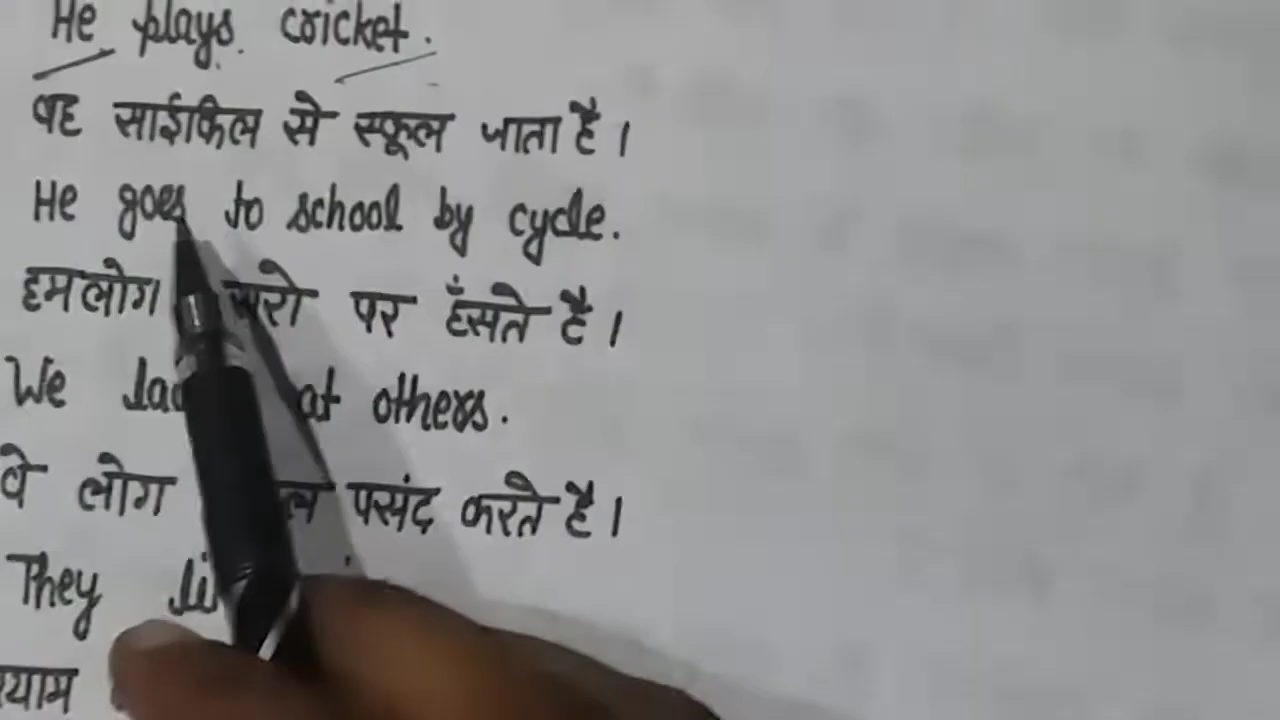 He plays cricket.
वह साईकिल से स्कूल जाता है।
He goes to school by cycle.
हमलोग पर हँसते है।
We at others.
वे लोग पसंद करते है।
They